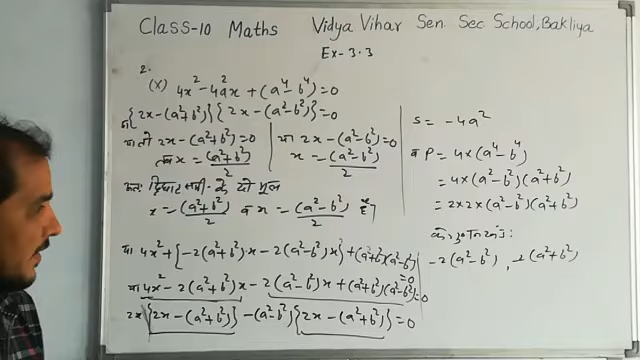 Class-10 Maths Vidya Vihar Sen. Sec. School, Bakliya
Ex-3.3
2.
(x) 4x² - 4a²x + (a⁴ - b⁴) = 0
{2x - (a²+b²)}{2x - (a²-b²)} = 0
या तो 2x - (a²+b²) = 0
x = (a²+b²)/2
या 2x - (a²-b²) = 0
x = (a²-b²)/2
अतः द्विघात समी. के दो मूल
x = (a²+b²)/2 व x = (a²-b²)/2 है
या 4x² + {-2(a²+b²)x - 2(a²-b²)x} + (a²+b²)(a²-b²) = 0
या 4x² - 2(a²+b²)x - 2(a²-b²)x + (a²+b²)(a²-b²) = 0
2x{2x - (a²+b²)} - (a²-b²){2x - (a²+b²)} = 0
S = -4a²
व P = 4x(a⁴-b⁴)
= 4x(a²-b²)(a²+b²)
= 2x2x(a²-b²)(a²+b²)
-2(a²-b²), -2(a²+b²)